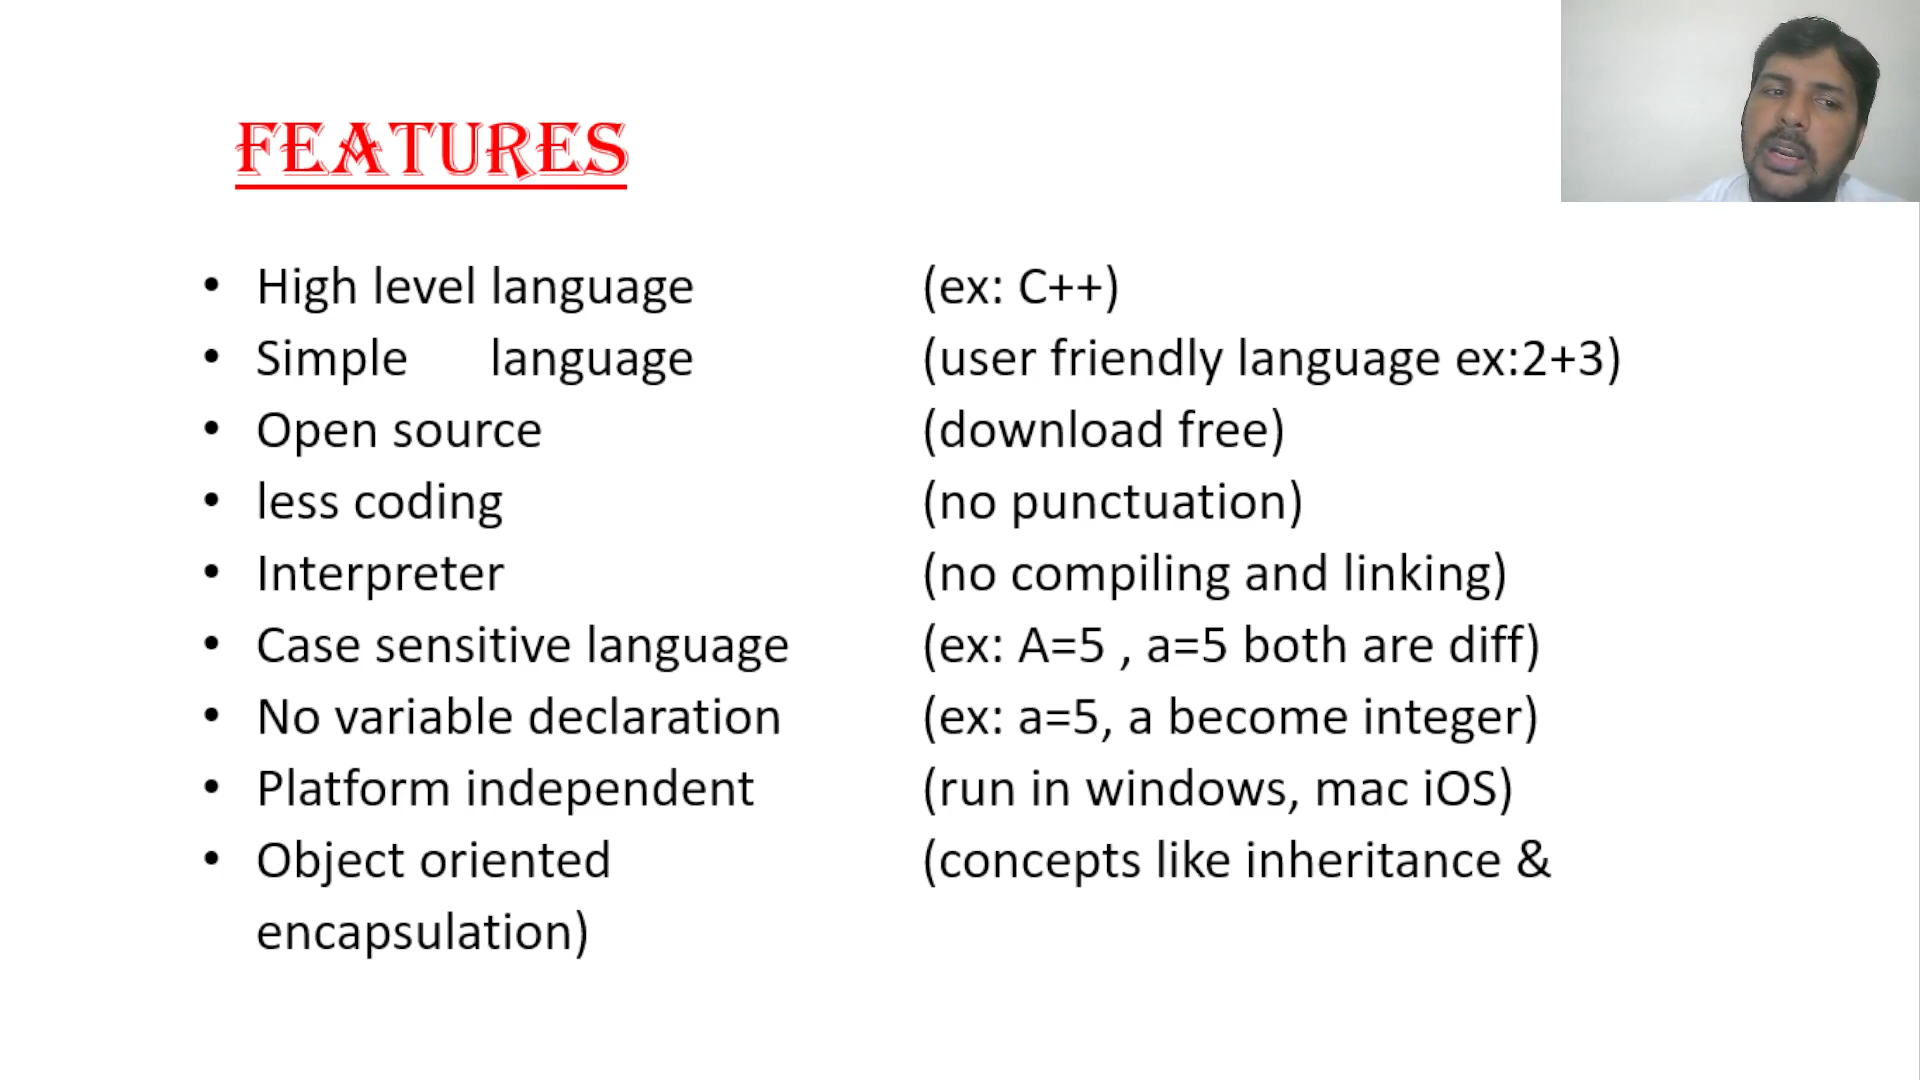 FEATURES
• High level language (ex: C++)
• Simple language (user friendly language ex:2+3)
• Open source (download free)
• less coding (no punctuation)
• Interpreter (no compiling and linking)
• Case sensitive language (ex: A=5 , a=5 both are diff)
• No variable declaration (ex: a=5, a become integer)
• Platform independent (run in windows, mac iOS)
• Object oriented (concepts like inheritance &
encapsulation)